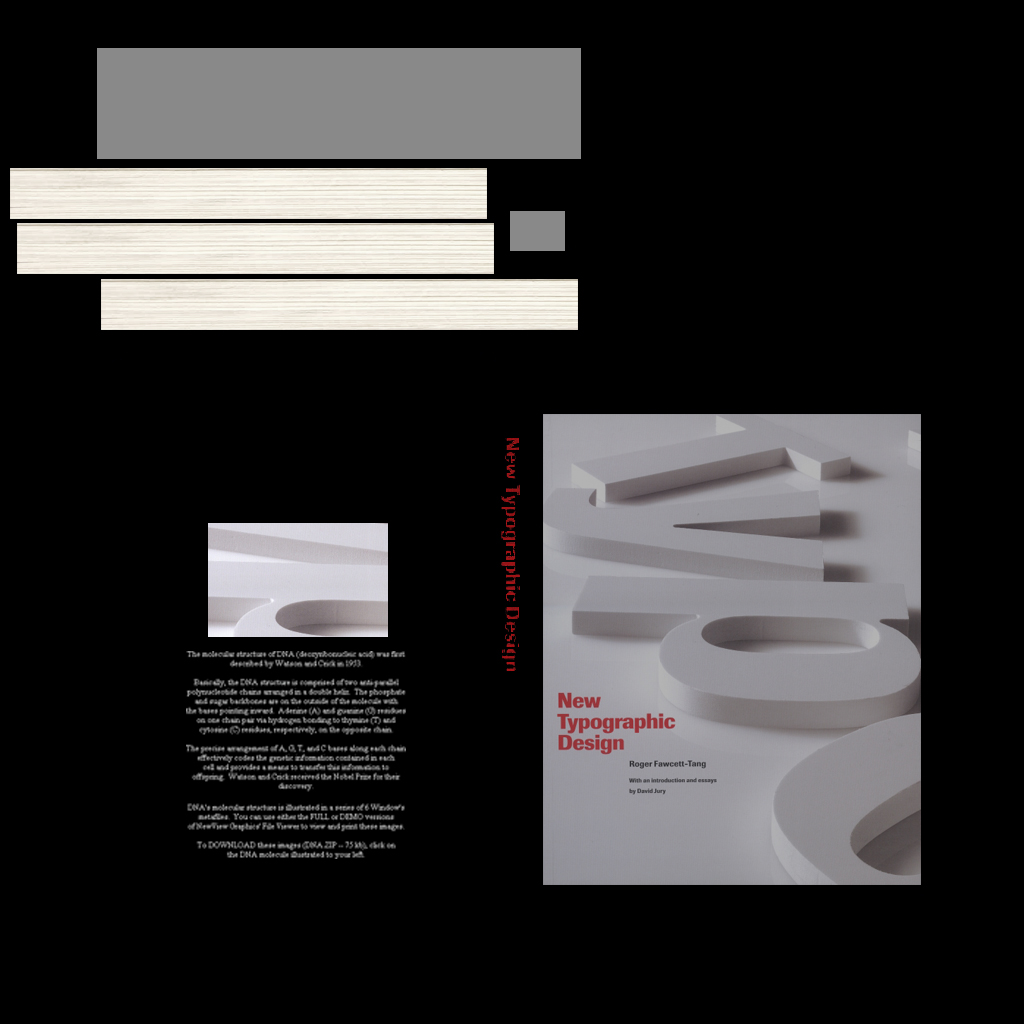 New Typographic Design
The molecular structure of DNA (deoxyribonucleic acid) was first
described by Watson and Crick in 1953.
Basically, the DNA structure is comprised of two anti-parallel
polynucleotide chains arranged in a double helix. The phosphate
and sugar backbones are on the outside of the molecule with
the bases pointing inward. Adenine (A) and guanine (G) residues
on one chain pair via hydrogen bonding to thymine (T) and
cytosine (C) residues, respectively, on the opposite chain.
The precise arrangement of A, G, T, and C bases along each chain
effectively codes the genetic information contained in each
cell and provides a means to transfer this information to
offspring. Watson and Crick received the Nobel Prize for their
discovery.
DNA's molecular structure is illustrated in a series of 6 Window's
metafiles. You can use either the FULL or DEMO versions
of NewView Graphics' File Viewer to view and print these images.
To DOWNLOAD these images (DNA.ZIP -- 75 kb), click on
the DNA molecule illustrated to your left.
New
Typographic
Design
Roger Fawcett-Tang
With an introduction and essays
by David Jury